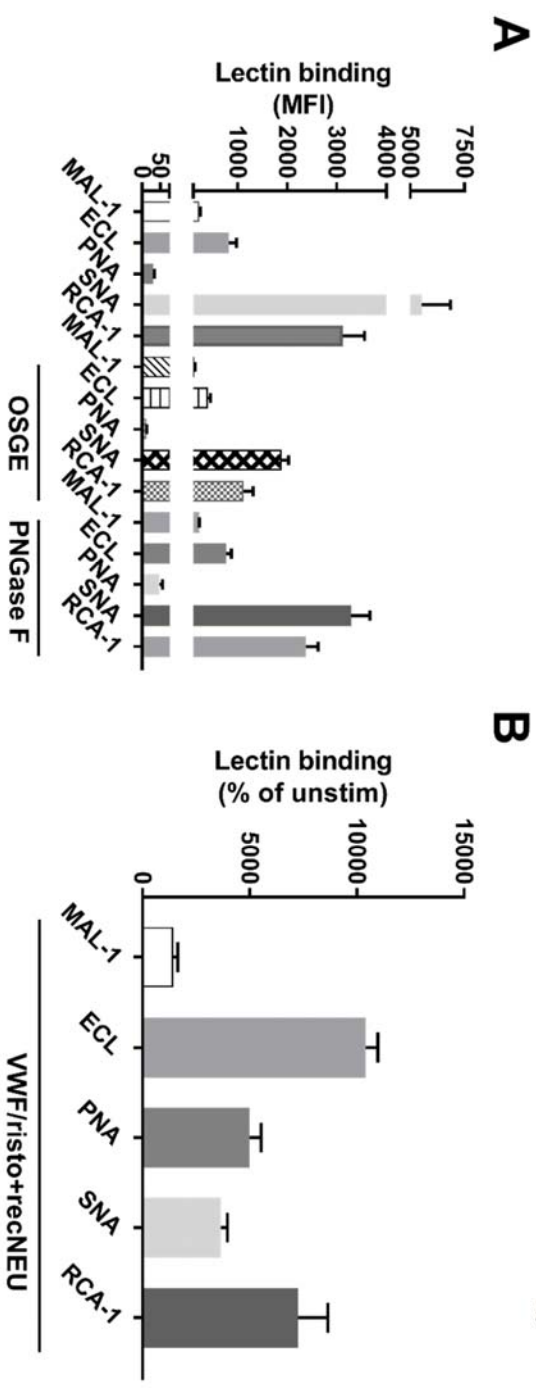 A
Lectin binding
(MFI)
7500
5000
4000
3000
2000
1000
50
0
MAL-1
ECL
PNA
SNA
RCA-1
MAL-1
ECL
PNA
SNA
RCA-1
MAL-1
ECL
PNA
SNA
RCA-1
OSGE
PNGase F
B
Lectin binding
(% of unstim)
15000
10000
5000
0
MAL-1
ECL
PNA
SNA
RCA-1
VWF/risto+recNEU